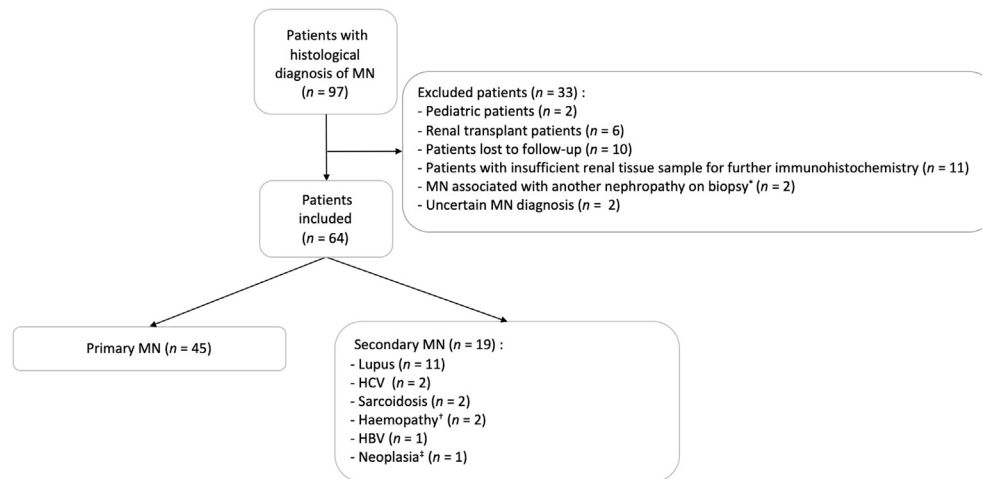 Patients with
histological
diagnosis of MN
(n = 97)
Excluded patients (n = 33) :
- Pediatric patients (n = 2)
- Renal transplant patients (n = 6)
- Patients lost to follow-up (n = 10)
- Patients with insufficient renal tissue sample for further immunohistochemistry (n = 11)
- MN associated with another nephropathy on biopsy* (n = 2)
- Uncertain MN diagnosis (n = 2)
Patients
included
(n = 64)
Primary MN (n = 45)
Secondary MN (n = 19) :
- Lupus (n = 11)
- HCV (n = 2)
- Sarcoidosis (n = 2)
- Haemopathy† (n = 2)
- HBV (n = 1)
- Neoplasia‡ (n = 1)